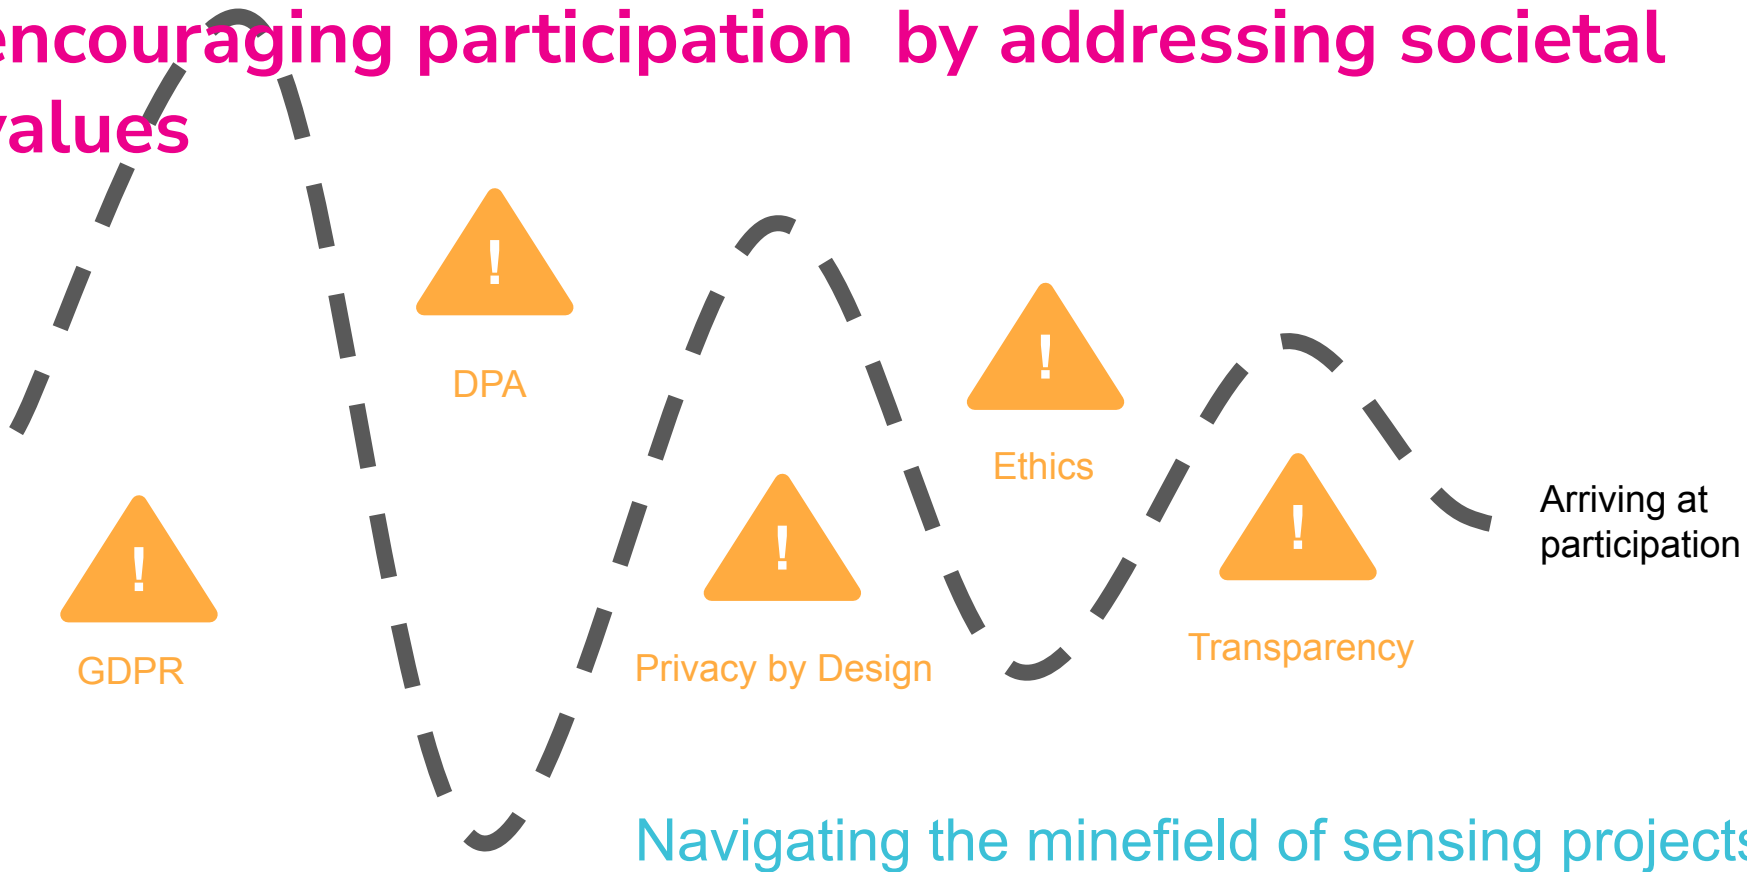 encouraging participation by addressing societal
values
!
DPA
!
Ethics
!
GDPR
!
Privacy by Design
!
Transparency
Arriving at
participation
Navigating the minefield of sensing projects